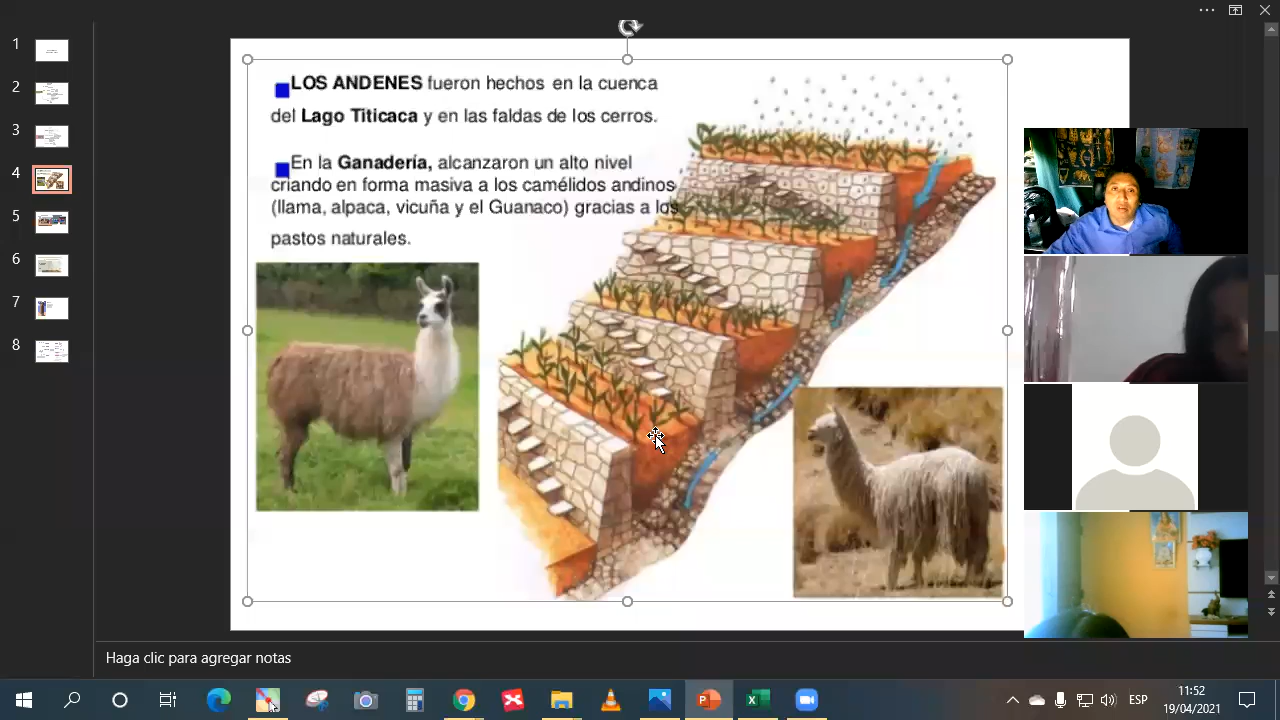 1
2
3
4
5
6
7
8
LOS ANDENES fueron hechos en la cuenca
del Lago Titicaca y en las faldas de los cerros.
En la Ganadería, alcanzaron un alto nivel
criando en forma masiva a los camélidos andinos
(llama, alpaca, vicuña y el Guanaco) gracias a los
pastos naturales.
Haga clic para agregar notas
ESP
11:52
19/04/2021